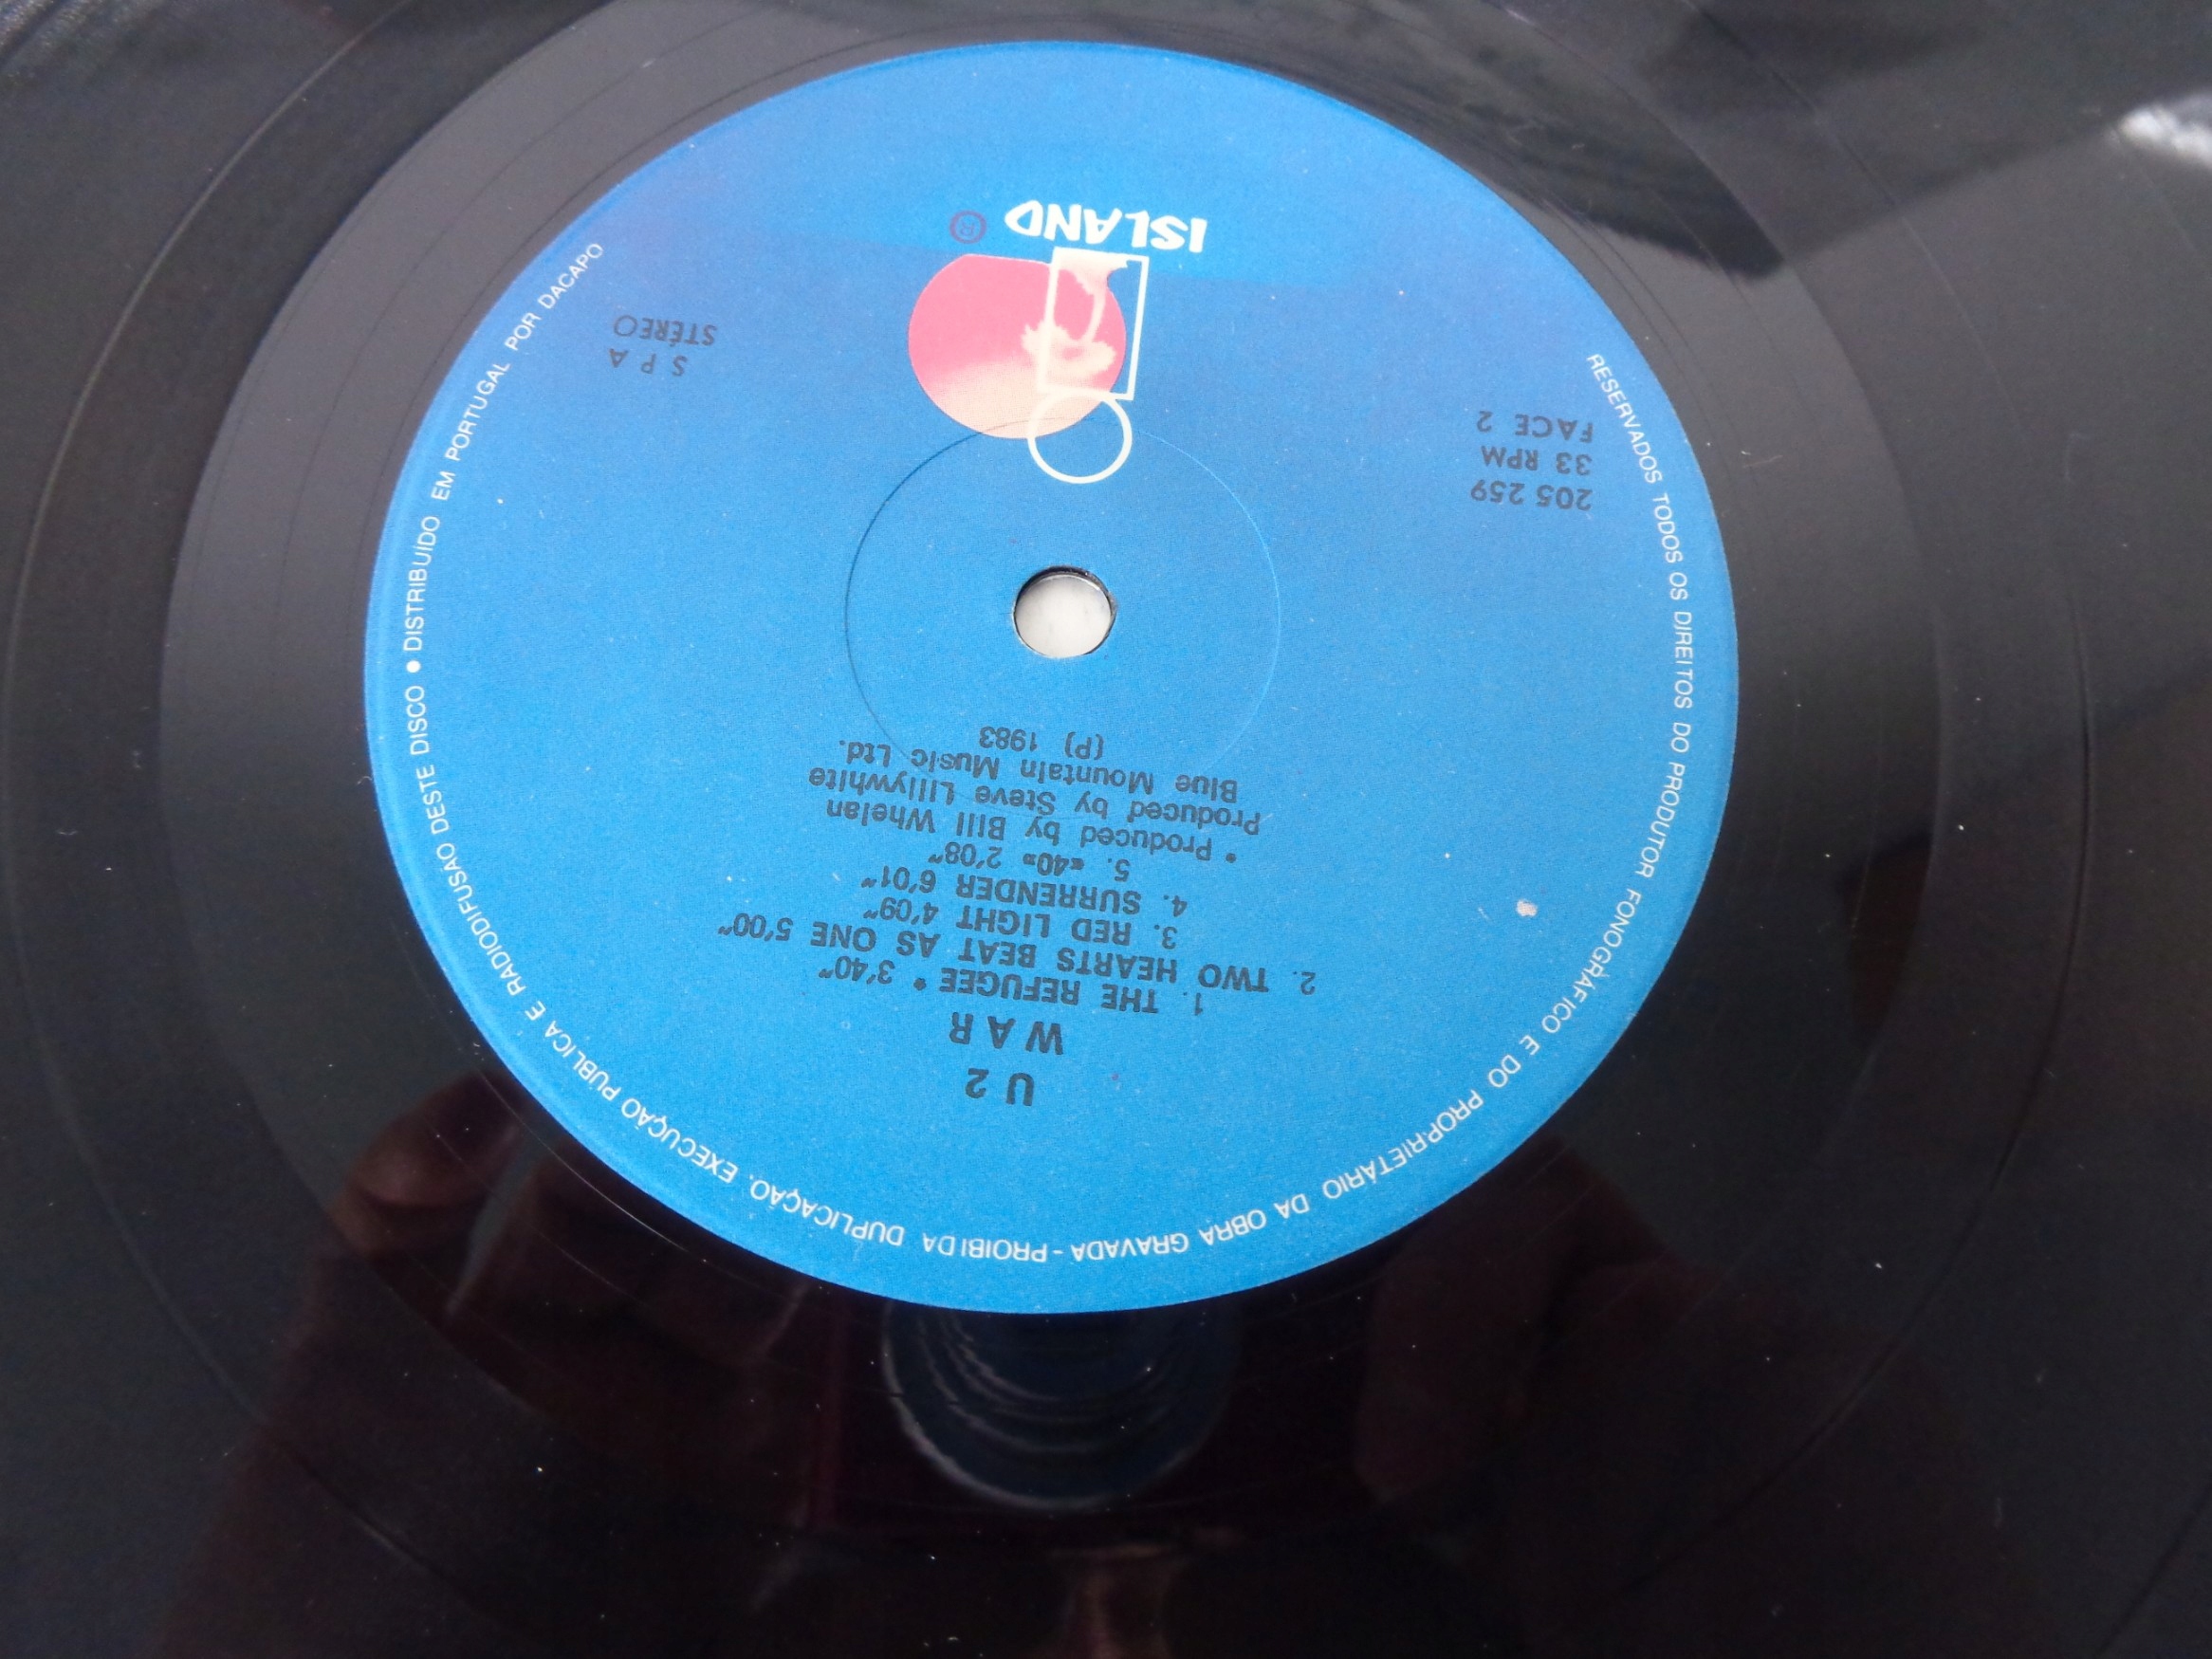 ISLAND ®
205 259
33 RPM
FACE 2
S P A
STÉREO
U 2
W A R
1. THE REFUGEE • 3'40"
2. TWO HEARTS BEAT AS ONE 5'00"
3. RED LIGHT 4'09"
4. SURRENDER 6'01"
5. «40» 2'08"
• Produced by Bill Whelan
Produced by Steve Lillywhite
Blue Mountain Music Ltd.
(P) 1983
RESERVADOS TODOS OS DIREITOS DO PRODUTOR FONOGRÁFICO E DO PROPRIETÁRIO DA OBRA GRAVADA - PROIBIDA DUPLICAÇÃO, EXECUÇÃO PÚBLICA E RADIODIFUSÃO DESTE DISCO • DISTRIBUÍDO EM PORTUGAL POR DACAPO